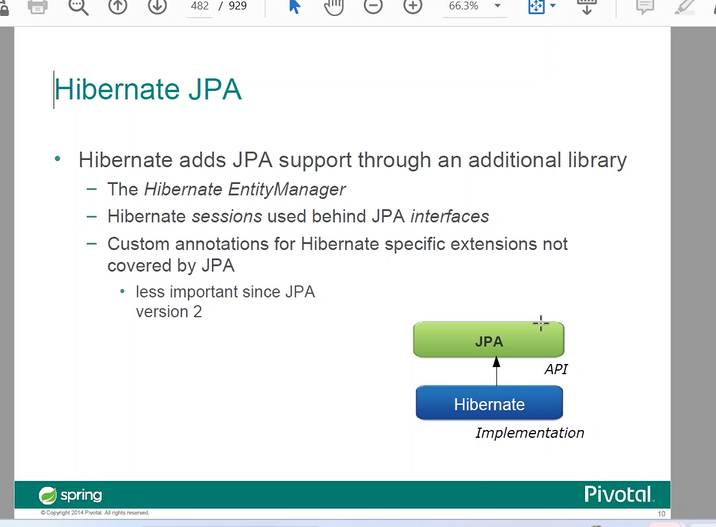 482 / 929
66.3%
Hibernate JPA
• Hibernate adds JPA support through an additional library
– The Hibernate EntityManager
– Hibernate sessions used behind JPA interfaces
– Custom annotations for Hibernate specific extensions not
covered by JPA
• less important since JPA
version 2
JPA
API
Hibernate
Implementation
spring
Pivotal
© Copyright 2014 Pivotal. All rights reserved.
10